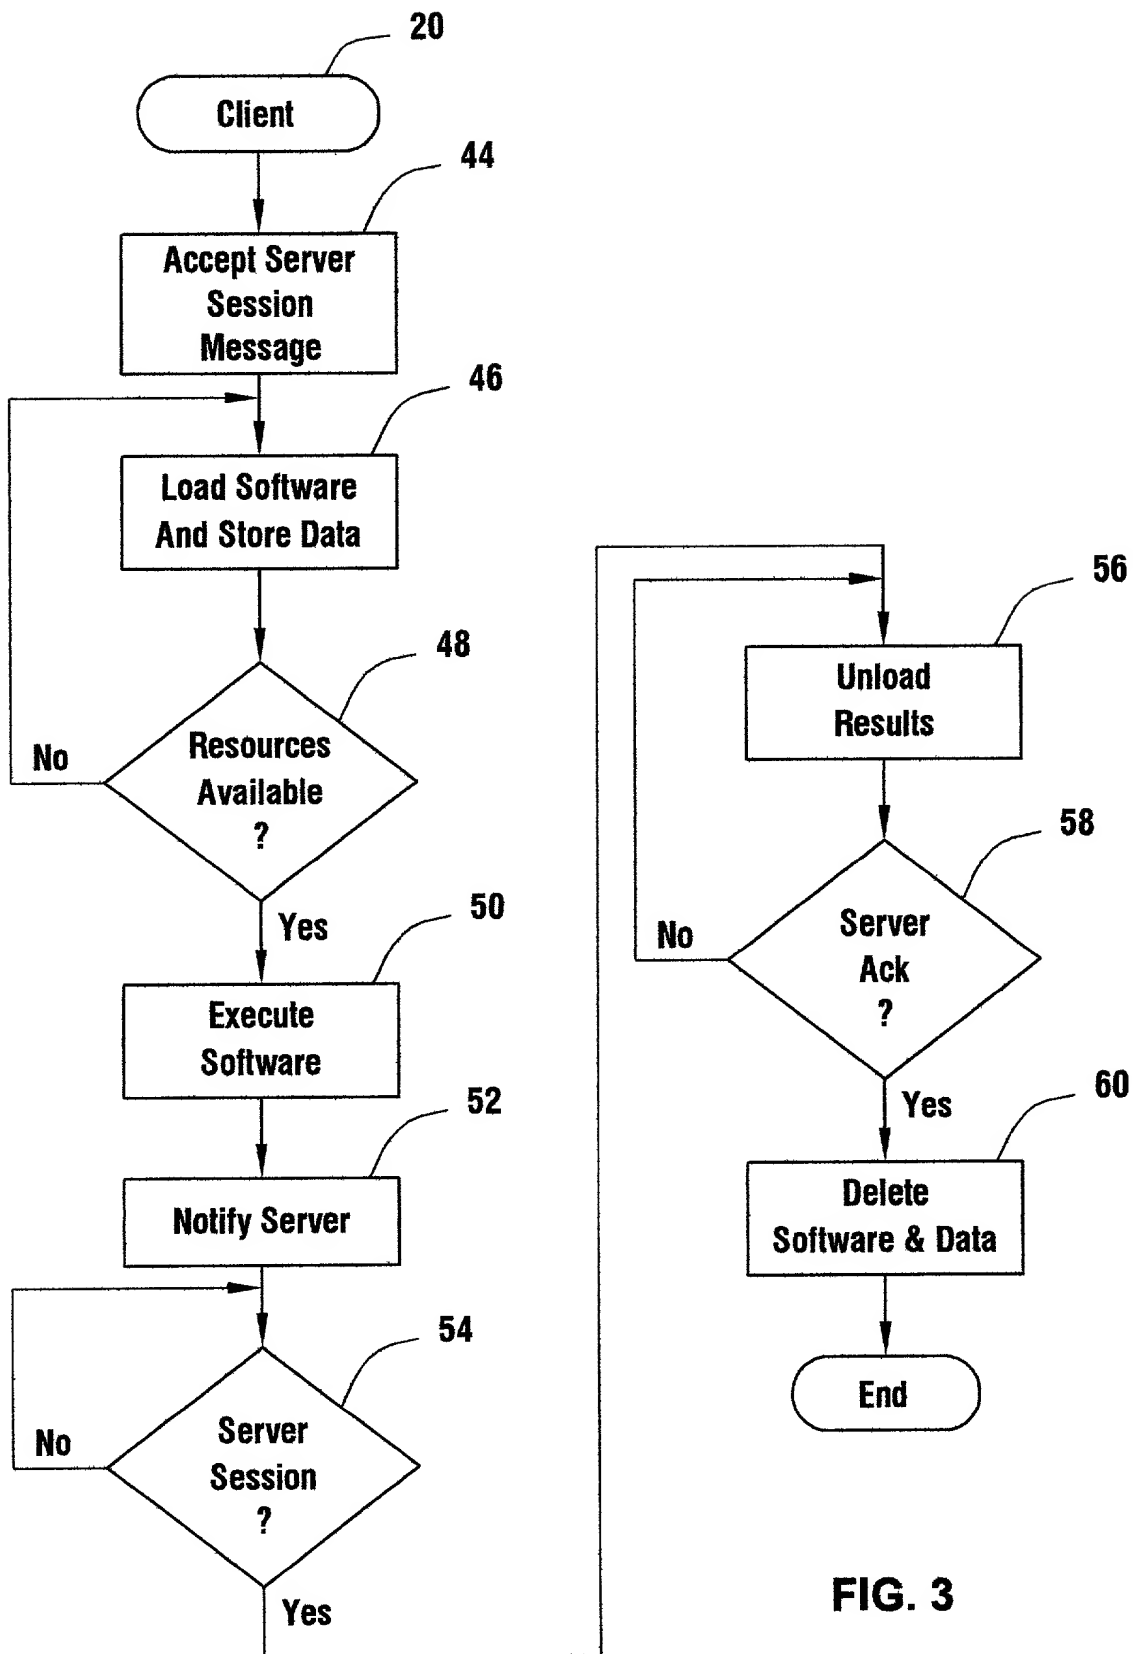 20
Client
44
Accept Server
Session
Message
46
Load Software
And Store Data
48
Resources
Available
?
No
Yes
50
Execute
Software
52
Notify Server
54
Server
Session
?
No
Yes
56
Unload
Results
58
Server
Ack
?
No
Yes
60
Delete
Software & Data
End
FIG. 3